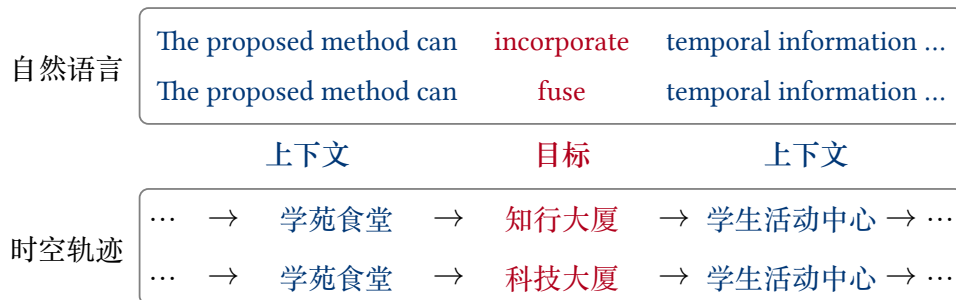 自然语言
The proposed method can incorporate temporal information ...
The proposed method can fuse temporal information ...
上下文 目标 上下文
时空轨迹
··· → 学苑食堂 → 知行大厦 → 学生活动中心 → ···
··· → 学苑食堂 → 科技大厦 → 学生活动中心 → ···